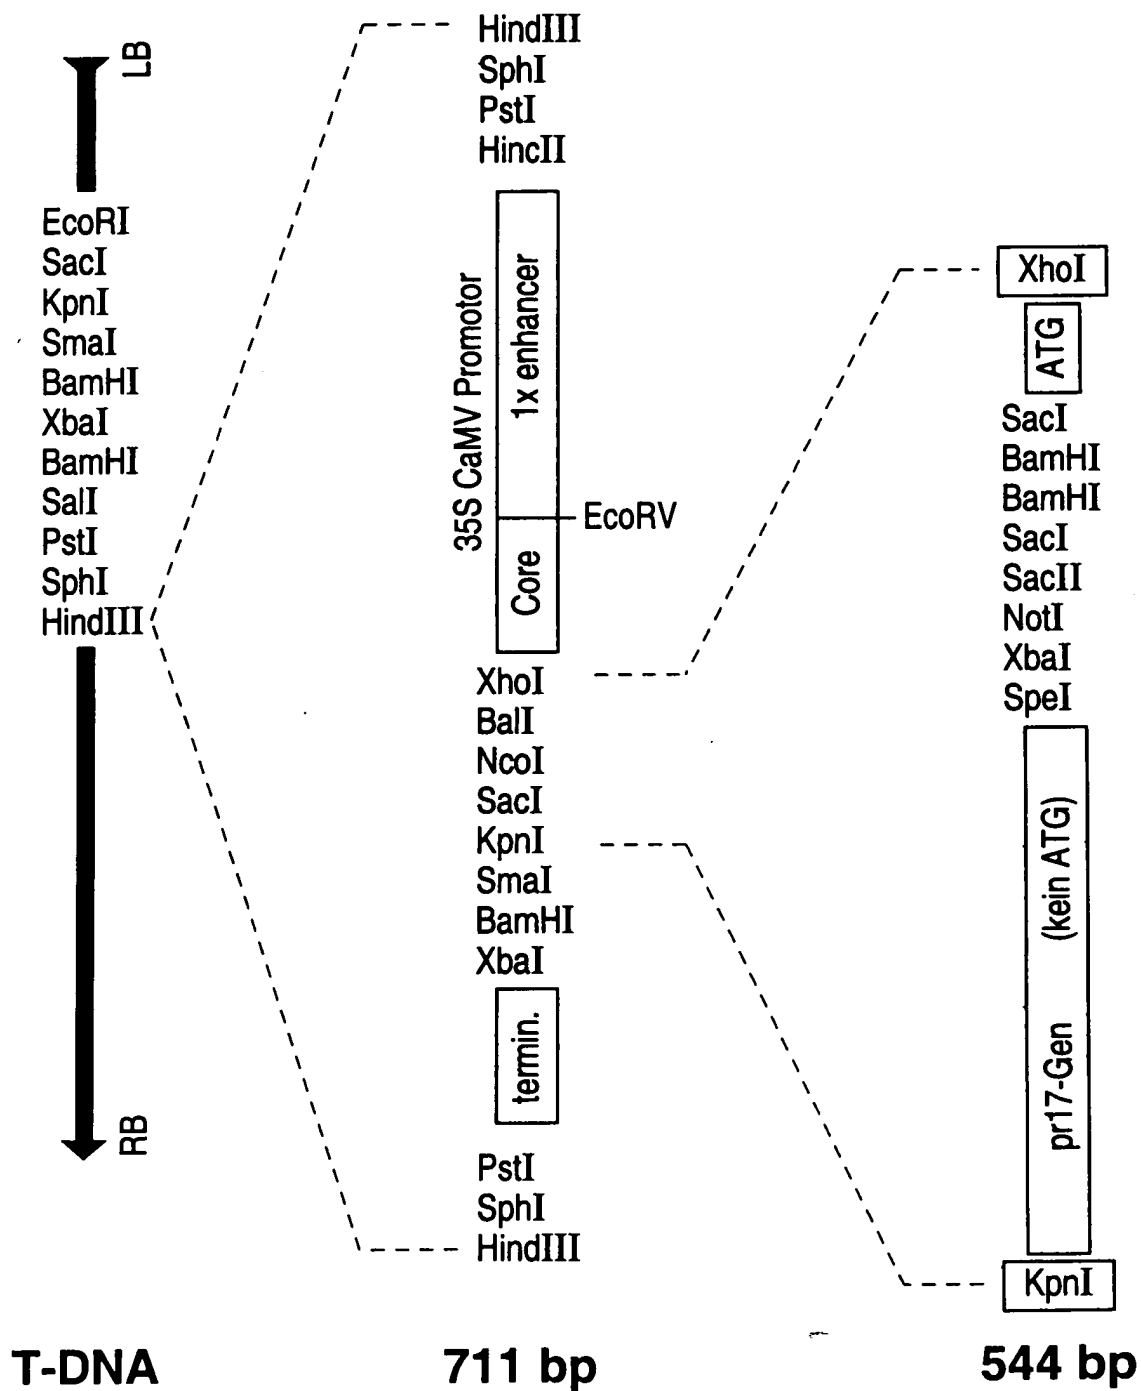 LB
EcoRI
SacI
KpnI
SmaI
BamHI
XbaI
BamHI
SalI
PstI
SphI
HindIII
RB
T-DNA
HindIII
SphI
PstI
HincII
35S CaMV Promotor
1x enhancer
EcoRV
Core
XhoI
BalI
NcoI
SacI
KpnI
SmaI
BamHI
XbaI
termin.
PstI
SphI
HindIII
711 bp
XhoI
ATG
SacI
BamHI
BamHI
SacI
SacII
NotI
XbaI
SpeI
pr17-Gen (kein ATG)
KpnI
544 bp